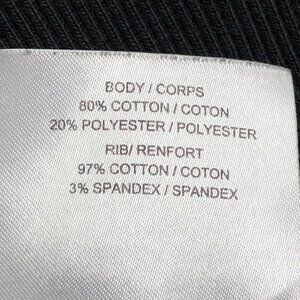 BODY / CORPS
80% COTTON / COTON
20% POLYESTER / POLYESTER
RIB/ RENFORT
97% COTTON / COTON
3% SPANDEX / SPANDEX